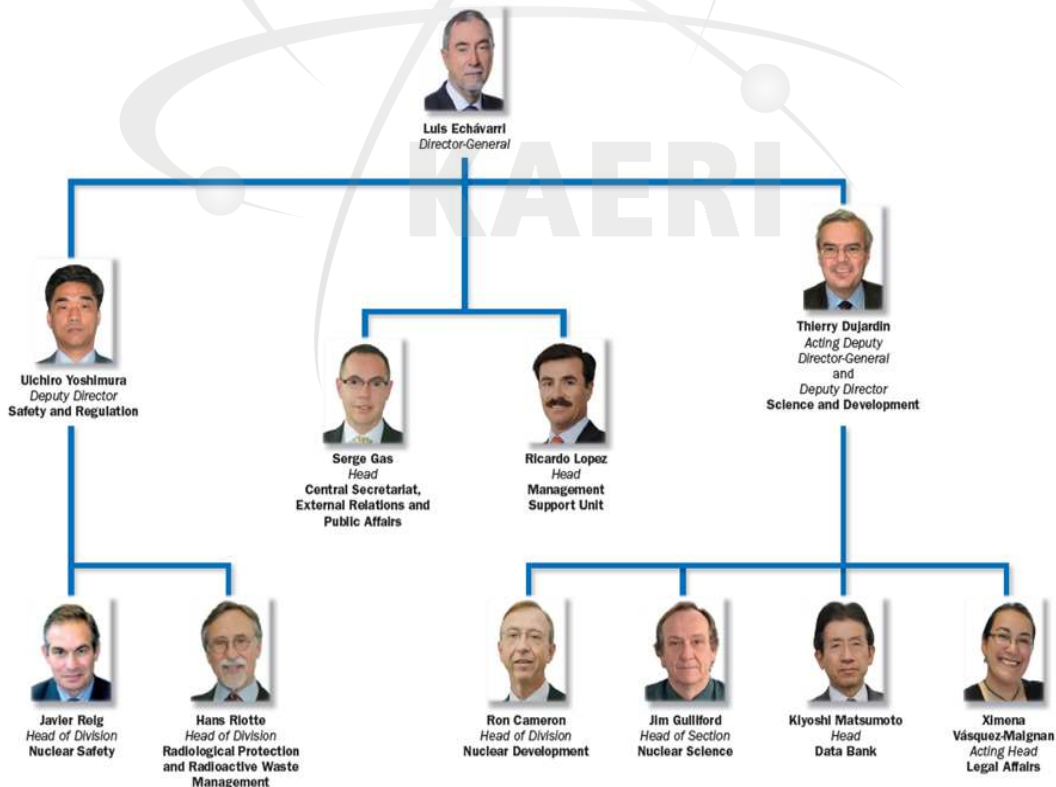 KAERI
Luis Echávarri
Director-General
Uichiro Yoshimura
Deputy Director
Safety and Regulation
Thierry Dujardin
Acting Deputy
Director-General
and
Deputy Director
Science and Development
Serge Gas
Head
Central Secretariat,
External Relations and
Public Affairs
Ricardo Lopez
Head
Management
Support Unit
Javier Reig
Head of Division
Nuclear Safety
Hans Riotte
Head of Division
Radiological Protection
and Radioactive Waste
Management
Ron Cameron
Head of Division
Nuclear Development
Jim Gulliford
Head of Section
Nuclear Science
Kiyoshi Matsumoto
Head
Data Bank
Ximena
Vásquez-Maignan
Acting Head
Legal Affairs